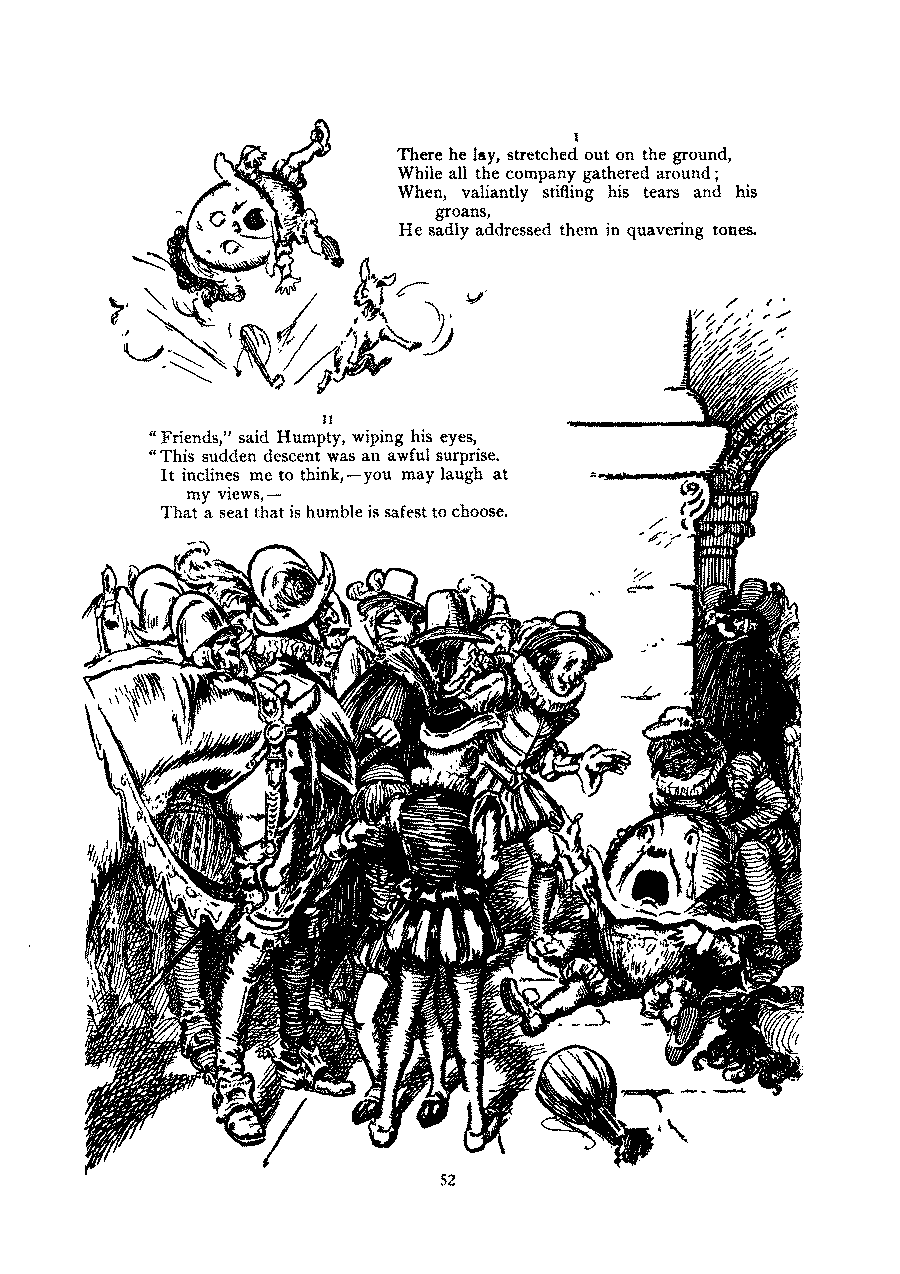 I
There he lay, stretched out on the ground,
While all the company gathered around;
When, valiantly stifling his tears and his
groans,
He sadly addressed them in quavering tones.
II
“Friends,” said Humpty, wiping his eyes,
“This sudden descent was an awful surprise.
It inclines me to think,—you may laugh at
my views,—
That a seat that is humble is safest to choose.
52